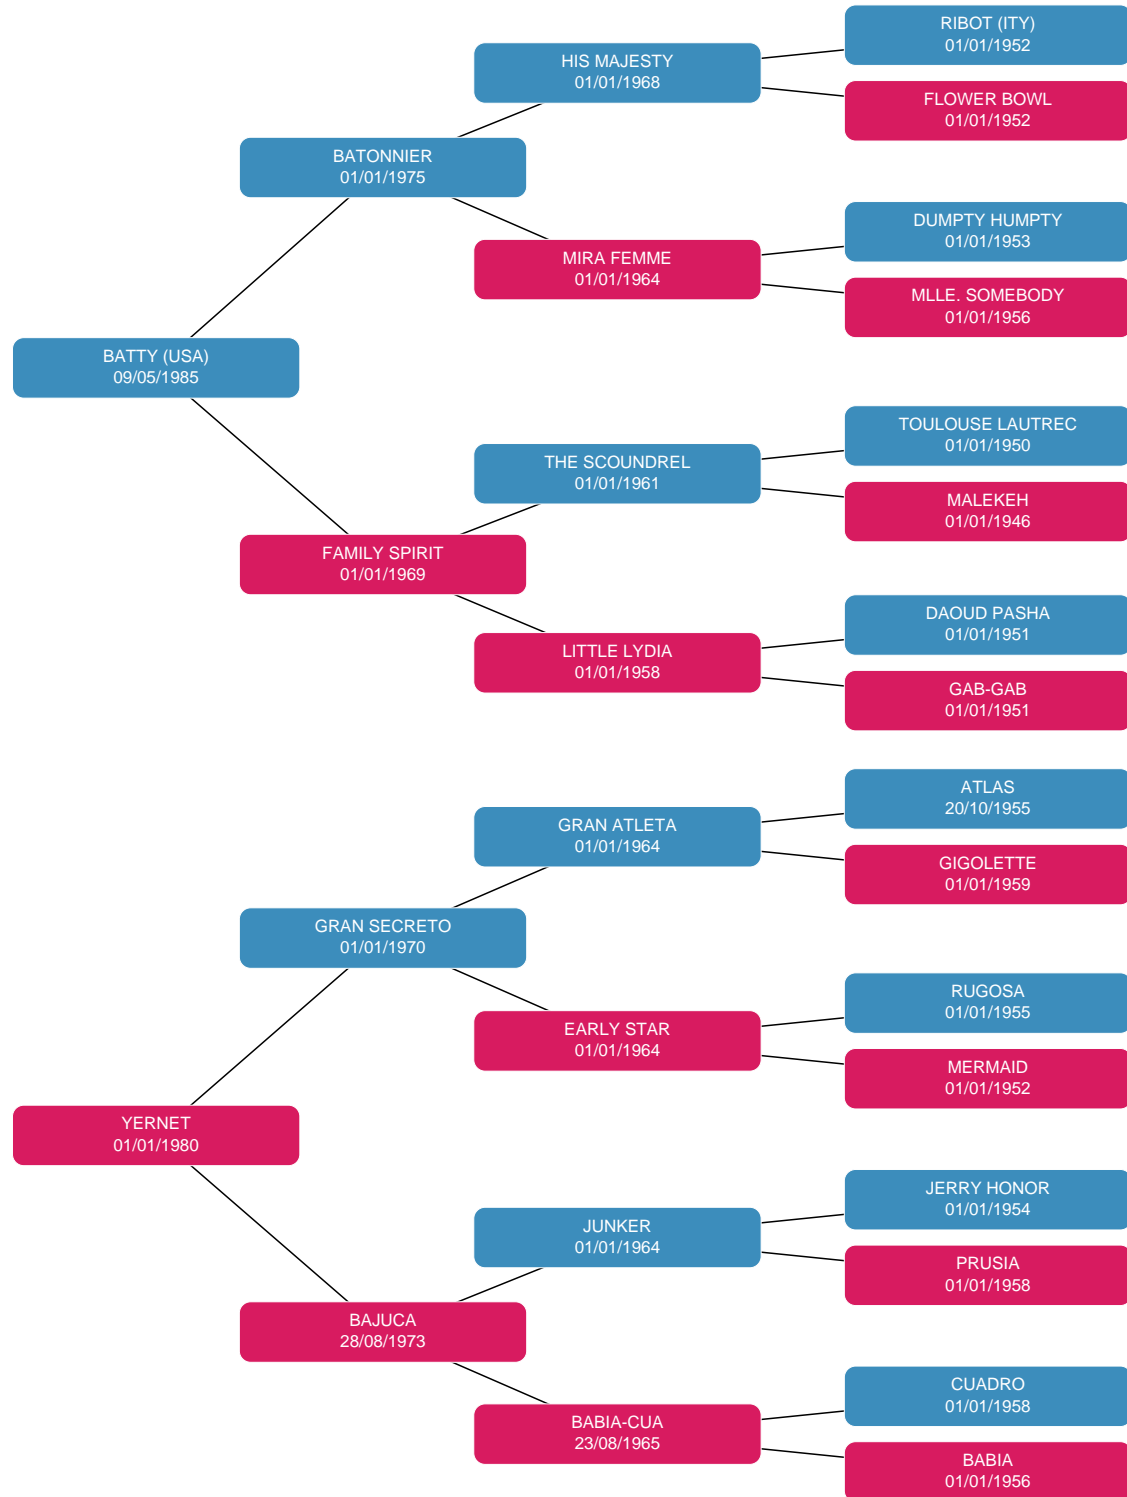 RIBOT (ITY)
01/01/1952
HIS MAJESTY
01/01/1968
FLOWER BOWL
01/01/1952
BATONNIER
01/01/1975
DUMPTY HUMPTY
01/01/1953
MIRA FEMME
01/01/1964
MLLE. SOMEBODY
01/01/1956
BATTY (USA)
09/05/1985
TOULOUSE LAUTREC
01/01/1950
THE SCOUNDREL
01/01/1961
MALEKEH
01/01/1946
FAMILY SPIRIT
01/01/1969
DAOUD PASHA
01/01/1951
LITTLE LYDIA
01/01/1958
GAB-GAB
01/01/1951
ATLAS
20/10/1955
GRAN ATLETA
01/01/1964
GIGOLETTE
01/01/1959
GRAN SECRETO
01/01/1970
RUGOSA
01/01/1955
EARLY STAR
01/01/1964
MERMAID
01/01/1952
YERNET
01/01/1980
JERRY HONOR
01/01/1954
JUNKER
01/01/1964
PRUSIA
01/01/1958
BAJUCA
28/08/1973
CUADRO
01/01/1958
BABIA-CUA
23/08/1965
BABIA
01/01/1956